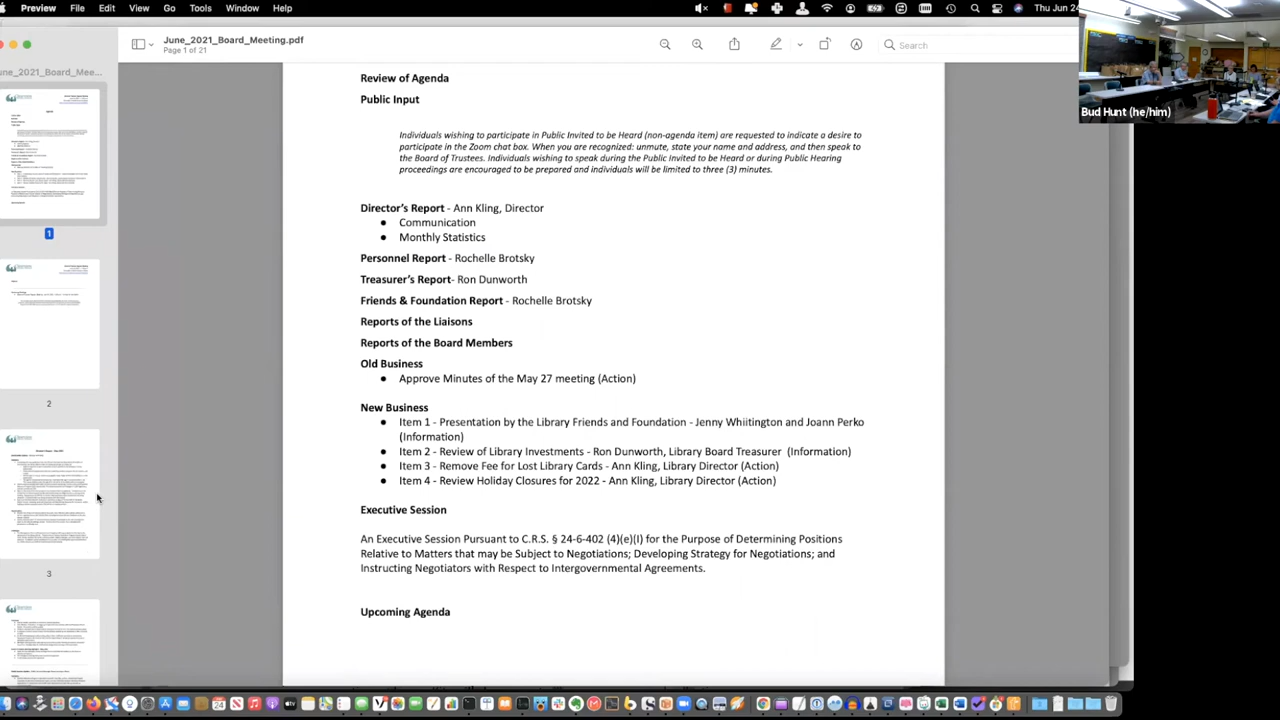 Preview File Edit View Go Tools Window Help
Thu Jun 24
June_2021_Board_Meeting.pdf
Page 1 of 21
Search
une_2021_Board_Mee...
Bud Hunt (he/him)
1
2
3
Review of Agenda
Public Input
Individuals wishing to participate in Public Invited to be Heard (non-agenda item) are requested to indicate a desire to
participate in the Zoom chat box. When you are recognized: unmute, state your name and address, and then speak to
the Board of Trustees. Individuals wishing to speak during the Public Invited to be Heard or during Public Hearing
proceedings are encouraged to be prepared and individuals will be limited to three (3) minutes.
Director's Report - Ann Kling, Director
● Communication
● Monthly Statistics
Personnel Report - Rochelle Brotsky
Treasurer's Report- Ron Dunworth
Friends & Foundation Report - Rochelle Brotsky
Reports of the Liaisons
Reports of the Board Members
Old Business
● Approve Minutes of the May 27 meeting (Action)
New Business
● Item 1 - Presentation by the Library Friends and Foundation - Jenny Whiitington and Joann Perko
(Information)
● Item 2 - Review of Library Investments - Ron Dunworth, Library Board Treasurer (Information)
● Item 3 - Remove Fee for Lost Library Cards - Ann Kling, Library Director (Action)
● Item 4 - Review Holiday Closures for 2022 - Ann Kling, Library Director (Action)
Executive Session
An Executive Session Pursuant to C.R.S. § 24-6-402 (4)(e)(I) for the Purpose of Determining Positions
Relative to Matters that may be Subject to Negotiations; Developing Strategy for Negotiations; and
Instructing Negotiators with Respect to Intergovernmental Agreements.
Upcoming Agenda